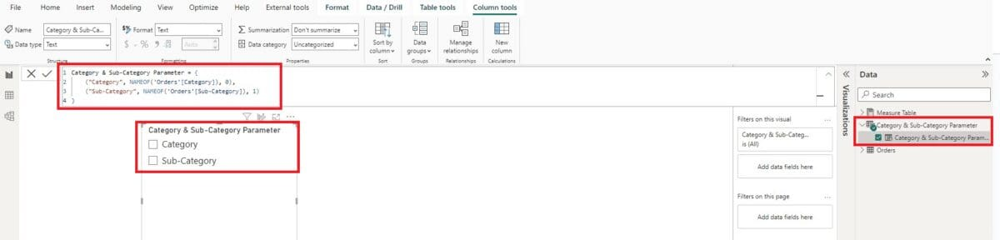 File Home Insert Modeling View Optimize Help External tools Format Data / Drill Table tools Column tools
Name Category & Sub-Ca... Format Text Summarization Don't summarize Sort by column Data groups Manage relationships New column
Data type Text $ % 9 Auto Data category Uncategorized
Structure Formatting Properties Sort Groups Relationships Calculations
1 Category & Sub-Category Parameter = {
2 ("Category", NAMEOF('Orders'[Category]), 0),
3 ("Sub-Category", NAMEOF('Orders'[Sub-Category]), 1)
4 }
Category & Sub-Category Parameter
Category
Sub-Category
Filters on this visual ...
Category & Sub-Categ...
is (All)
Add data fields here
Filters on this page ...
Add data fields here
Visualizations
Data
Search
Measure Table
Category & Sub-Category Parameter
Category & Sub-Category Param...
Orders